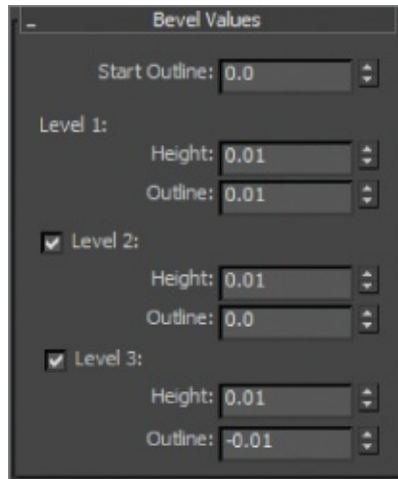 - Bevel Values
Start Outline: 0.0
Level 1:
Height: 0.01
Outline: 0.01
Level 2:
Height: 0.01
Outline: 0.0
Level 3:
Height: 0.01
Outline: -0.01